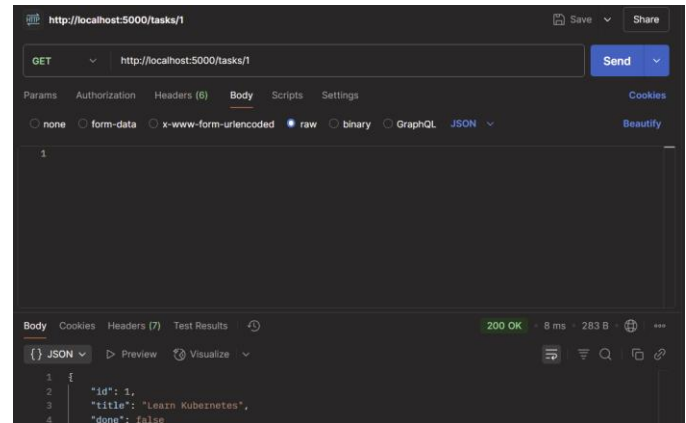 HTTP http://localhost:5000/tasks/1 Save Share
GET http://localhost:5000/tasks/1 Send
Params Authorization Headers (6) Body Scripts Settings Cookies
none form-data x-www-form-urlencoded raw binary GraphQL JSON Beautify
1
Body Cookies Headers (7) Test Results 200 OK 8 ms 283 B
{} JSON Preview Visualize
1 {
2 "id": 1,
3 "title": "Learn Kubernetes",
4 "done": false